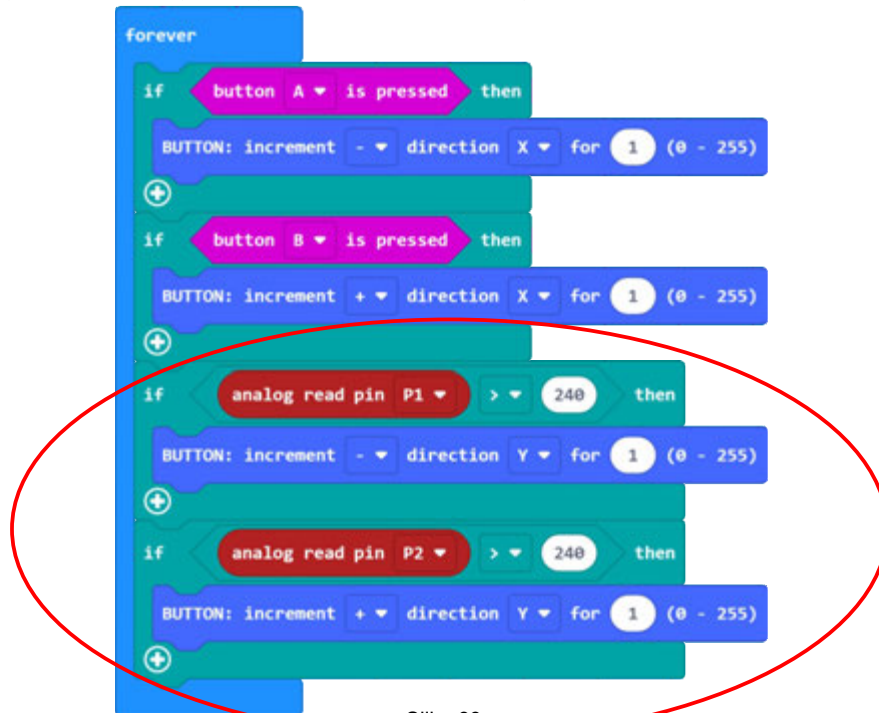 forever
if button A is pressed then
BUTTON: increment - direction X for 1 (0 - 255)
if button B is pressed then
BUTTON: increment + direction X for 1 (0 - 255)
if analog read pin P1 > 240 then
BUTTON: increment - direction Y for 1 (0 - 255)
if analog read pin P2 > 240 then
BUTTON: increment + direction Y for 1 (0 - 255)